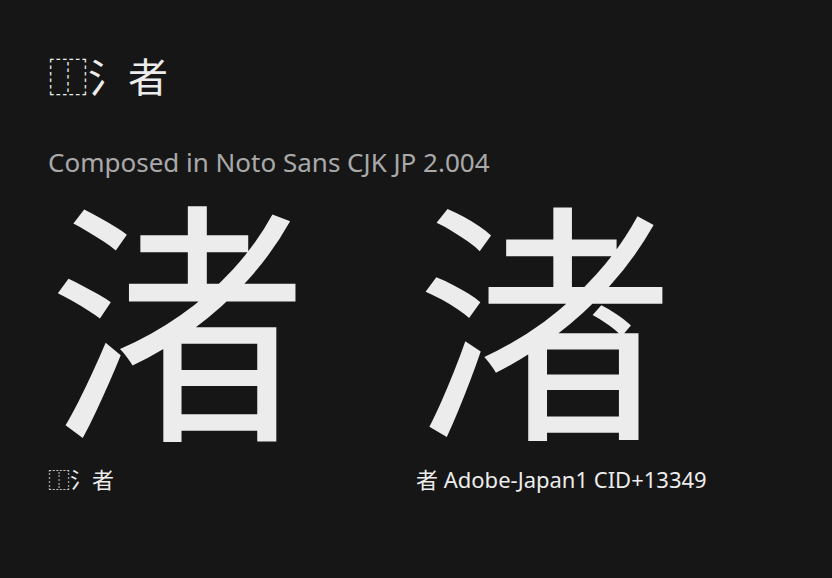 ⿰氵者
Composed in Noto Sans CJK JP 2.004
渚 渚
⿰氵者 者 Adobe-Japan1 CID+13349